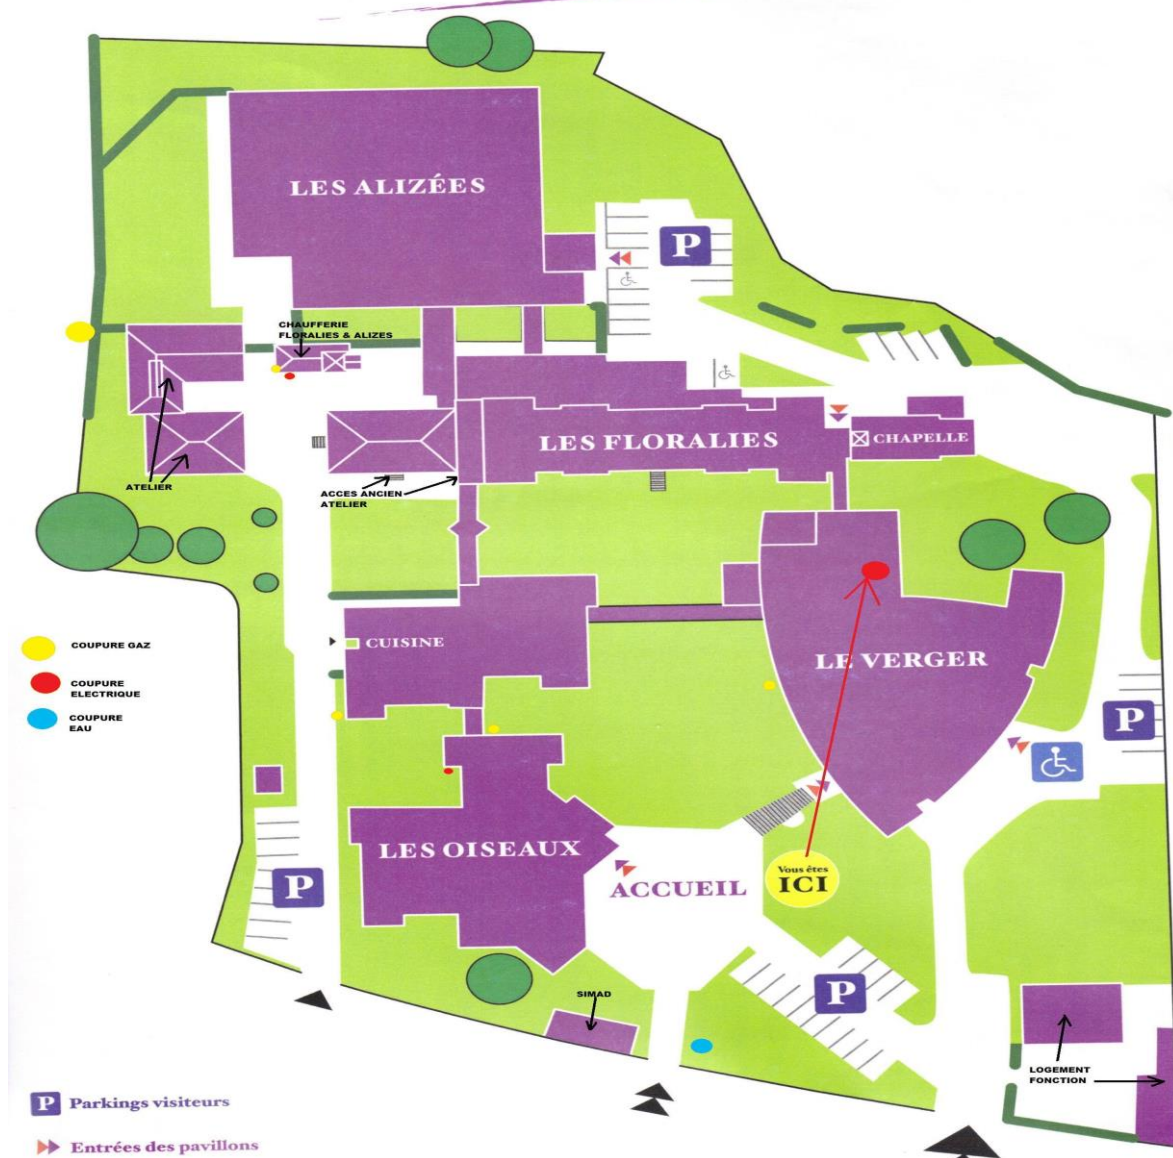 LES ALIZÉES
P
CHAUFFERIE
FLORALIES & ALIZES
LES FLORALIES
CHAPELLE
ATELIER
ACCES ANCIEN
ATELIER
CUISINE
COUPURE GAZ
COUPURE
ELECTRIQUE
COUPURE
EAU
LE VERGER
P
LES OISEAUX
P
ACCUEIL
Vous êtes
ICI
SIMAD
P
LOGEMENT
FONCTION
P Parkings visiteurs
Entrées des pavillons